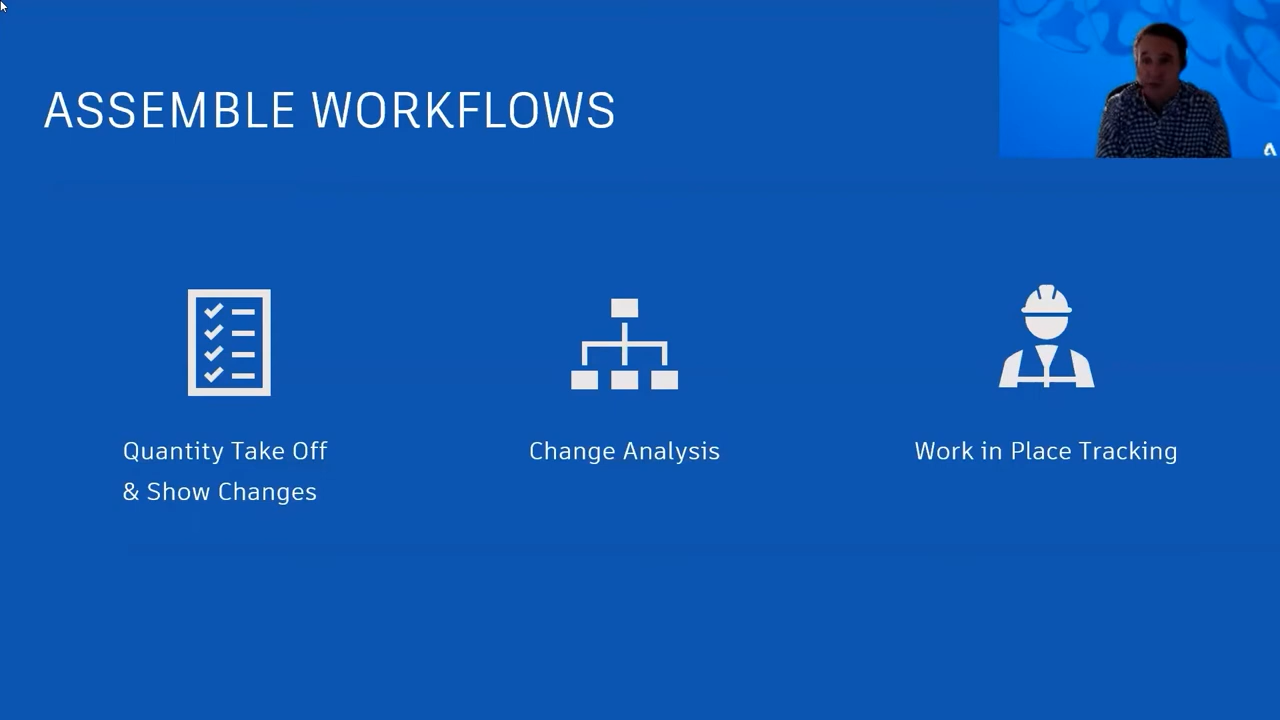 ASSEMBLE WORKFLOWS
Quantity Take Off
& Show Changes
Change Analysis
Work in Place Tracking